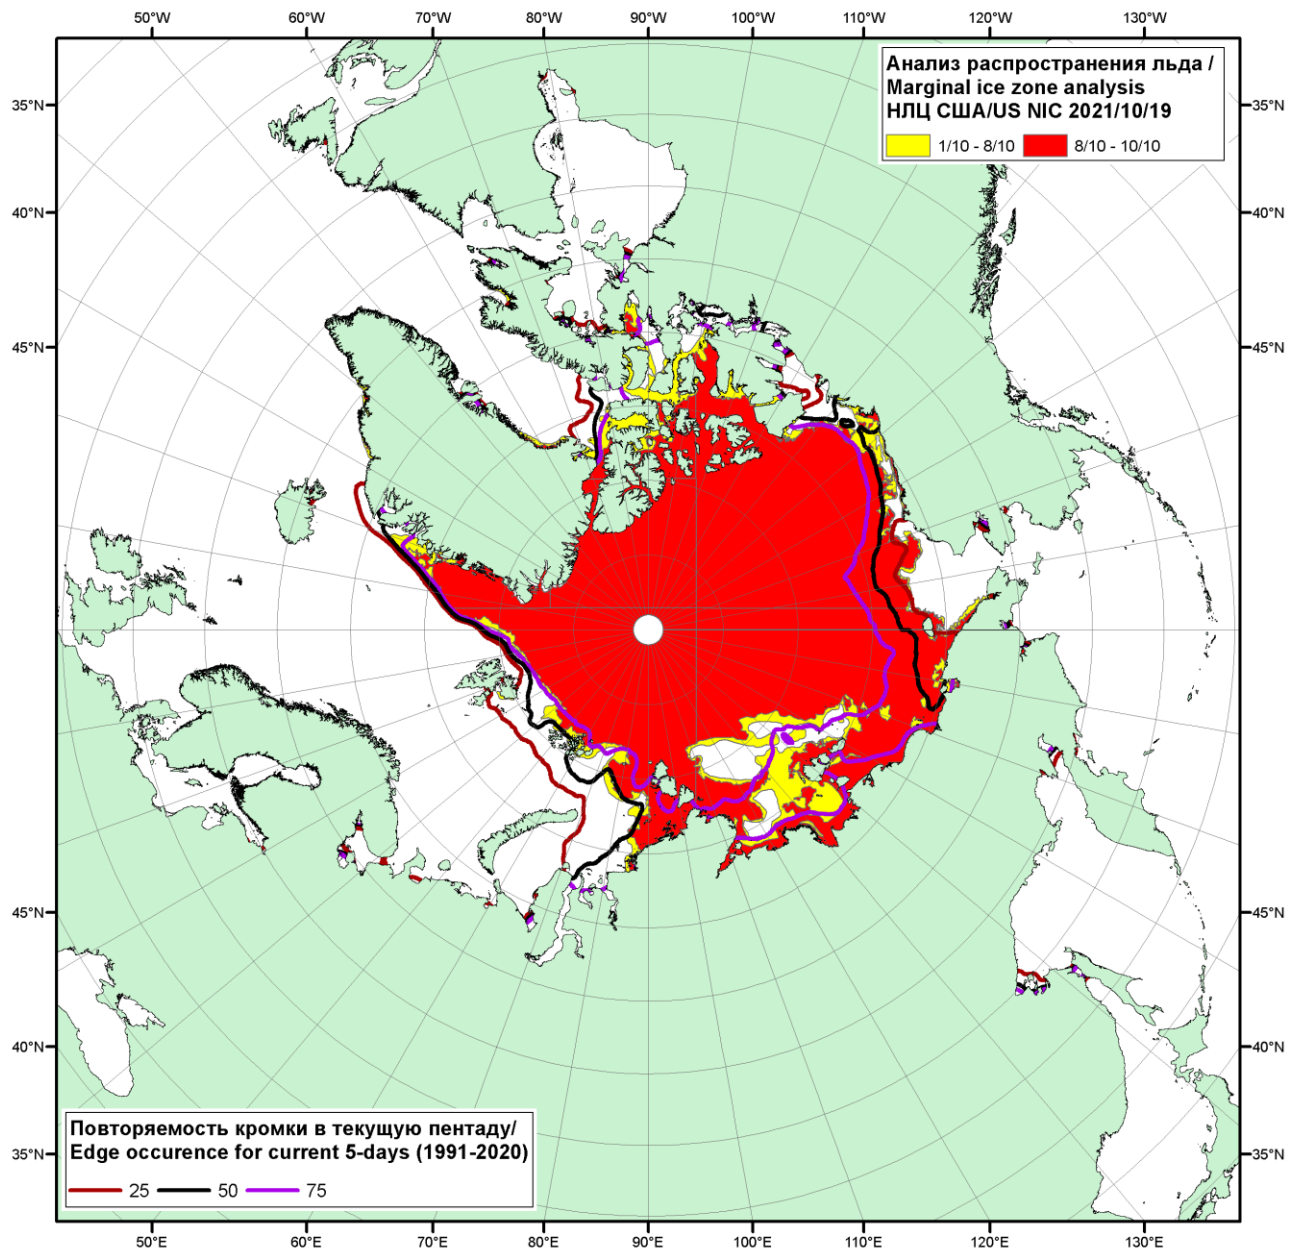 50°W 60°W 70°W 80°W 90°W 100°W 110°W 120°W 130°W
Анализ распространения льда /
Marginal ice zone analysis
НЛЦ США/US NIC 2021/10/19
1/10 - 8/10 8/10 - 10/10
35°N 35°N
40°N 40°N
45°N 45°N
45°N 45°N
40°N 40°N
35°N 35°N
Повторяемость кромки в текущую пентаду/
Edge occurence for current 5-days (1991-2020)
25 50 75
50°E 60°E 70°E 80°E 90°E 100°E 110°E 120°E 130°E